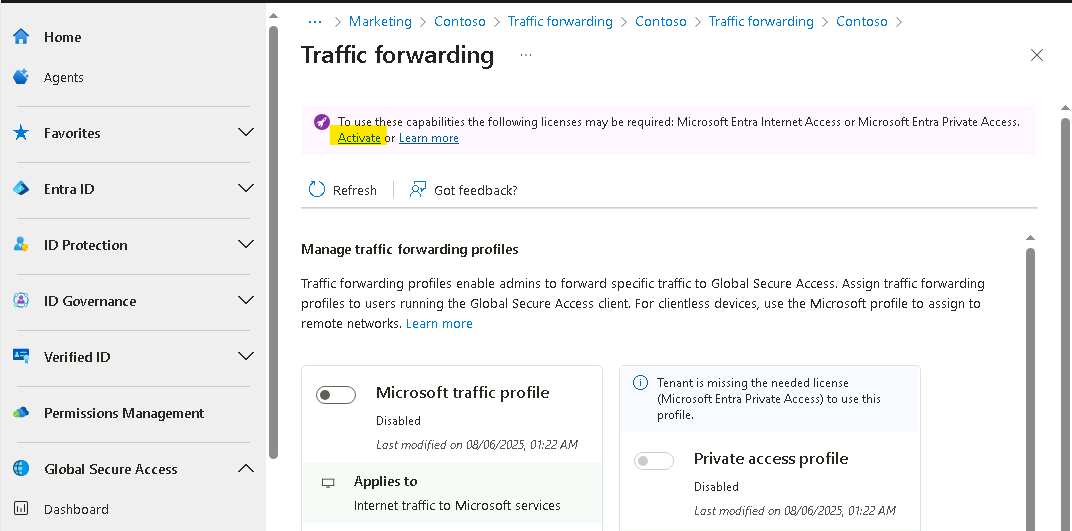 Home
Agents
Favorites
Entra ID
ID Protection
ID Governance
Verified ID
Permissions Management
Global Secure Access
Dashboard
··· > Marketing > Contoso > Traffic forwarding > Contoso > Traffic forwarding > Contoso >
Traffic forwarding ···
To use these capabilities the following licenses may be required: Microsoft Entra Internet Access or Microsoft Entra Private Access.
Activate or Learn more
Refresh
Got feedback?
Manage traffic forwarding profiles
Traffic forwarding profiles enable admins to forward specific traffic to Global Secure Access. Assign traffic forwarding
profiles to users running the Global Secure Access client. For clientless devices, use the Microsoft profile to assign to
remote networks. Learn more
Microsoft traffic profile
Disabled
Last modified on 08/06/2025, 01:22 AM
Applies to
Internet traffic to Microsoft services
Tenant is missing the needed license
(Microsoft Entra Private Access) to use this
profile.
Private access profile
Disabled
Last modified on 08/06/2025, 01:22 AM